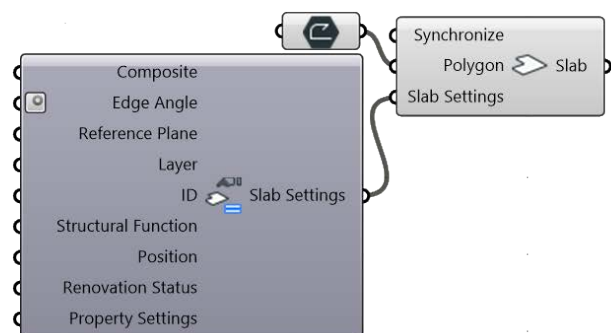 Synchronize
Polygon Slab
Slab Settings
Composite
Edge Angle
Reference Plane
Layer
ID Slab Settings
Structural Function
Position
Renovation Status
Property Settings